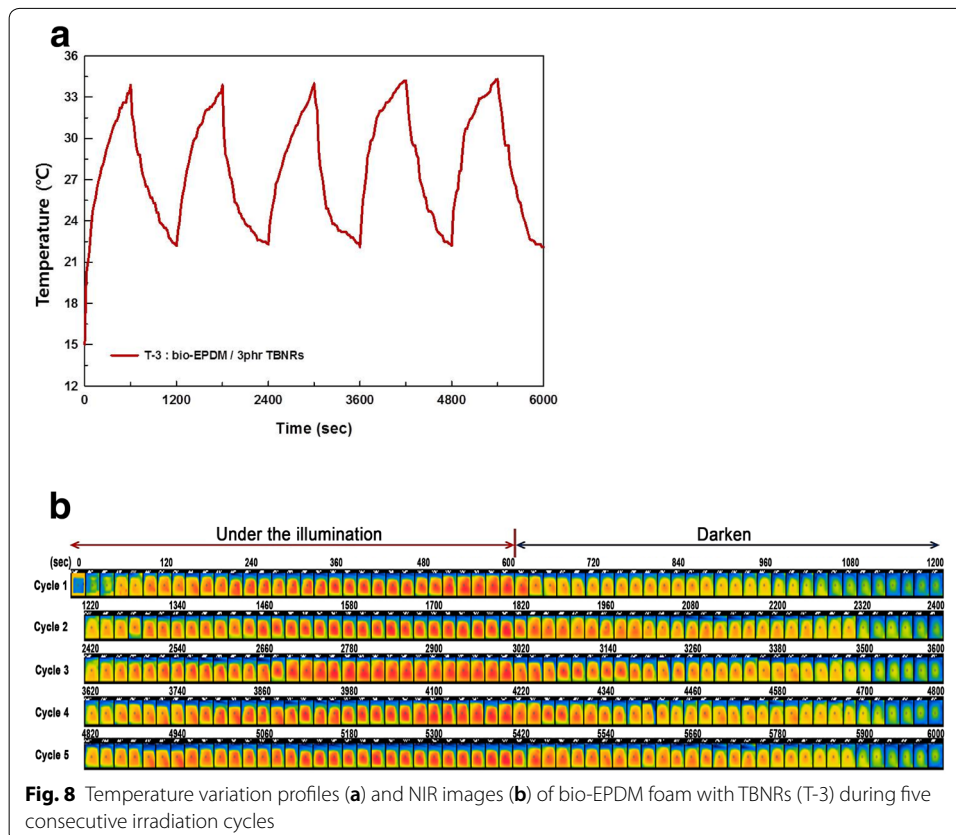 a
36
33
30
27
24
21
18
15
12
Temperature (°C)
T-3 : bio-EPDM / 3phr TBNRs
0 1200 2400 3600 4800 6000
Time (sec)
b
Under the illumination Darken
(sec) 0 120 240 360 480 600 720 840 960 1080 1200
Cycle 1
1220 1340 1460 1580 1700 1820 1960 2080 2200 2320 2400
Cycle 2
2420 2540 2660 2780 2900 3020 3140 3260 3380 3500 3600
Cycle 3
3620 3740 3860 3980 4100 4220 4340 4460 4580 4700 4800
Cycle 4
4820 4940 5060 5180 5300 5420 5540 5660 5780 5900 6000
Cycle 5
Fig. 8 Temperature variation profiles (a) and NIR images (b) of bio-EPDM foam with TBNRs (T-3) during five
consecutive irradiation cycles